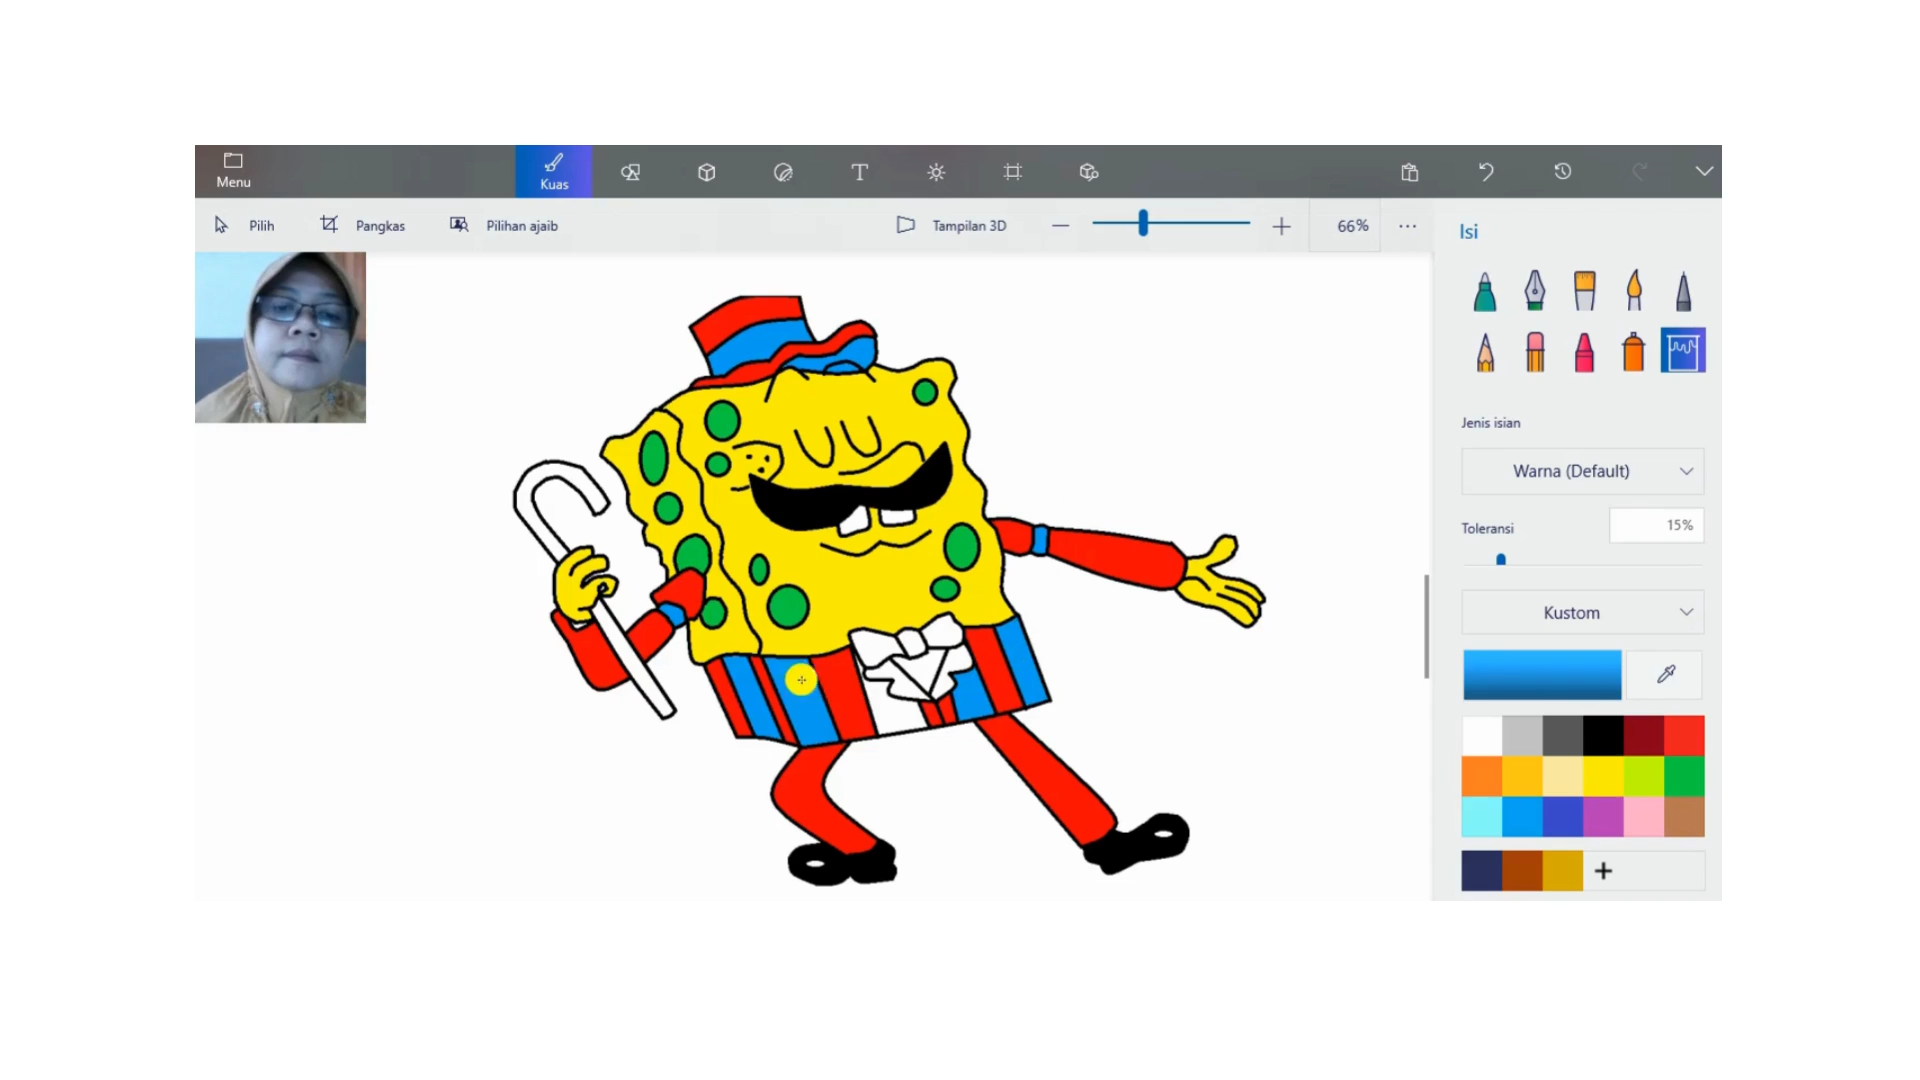 Menu
Kuas
T
Pilih
Pangkas
Pilihan ajaib
Tampilan 3D
66%
Isi
Jenis isian
Warna (Default)
Toleransi
15%
Kustom